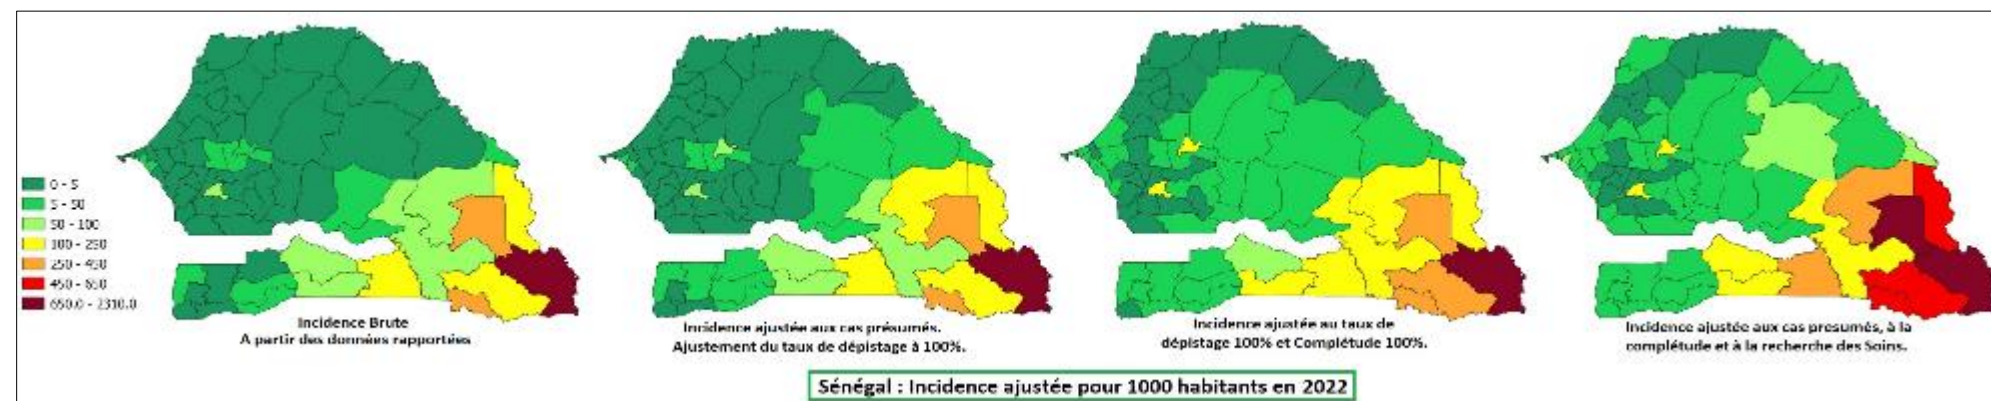 0 - 5
5 - 50
50 - 100
100 - 250
250 - 450
450 - 650
650.0 - 2310.0
Incidence Brute
A partir des données rapportées
Incidence ajustée aux cas présumés.
Ajustement du taux de dépistage à 100%.
Incidence ajustée au taux de
dépistage 100% et Complétude 100%.
Incidence ajustée aux cas presumés, à la
complétude et à la recherche des Soins.
Sénégal : Incidence ajustée pour 1000 habitants en 2022